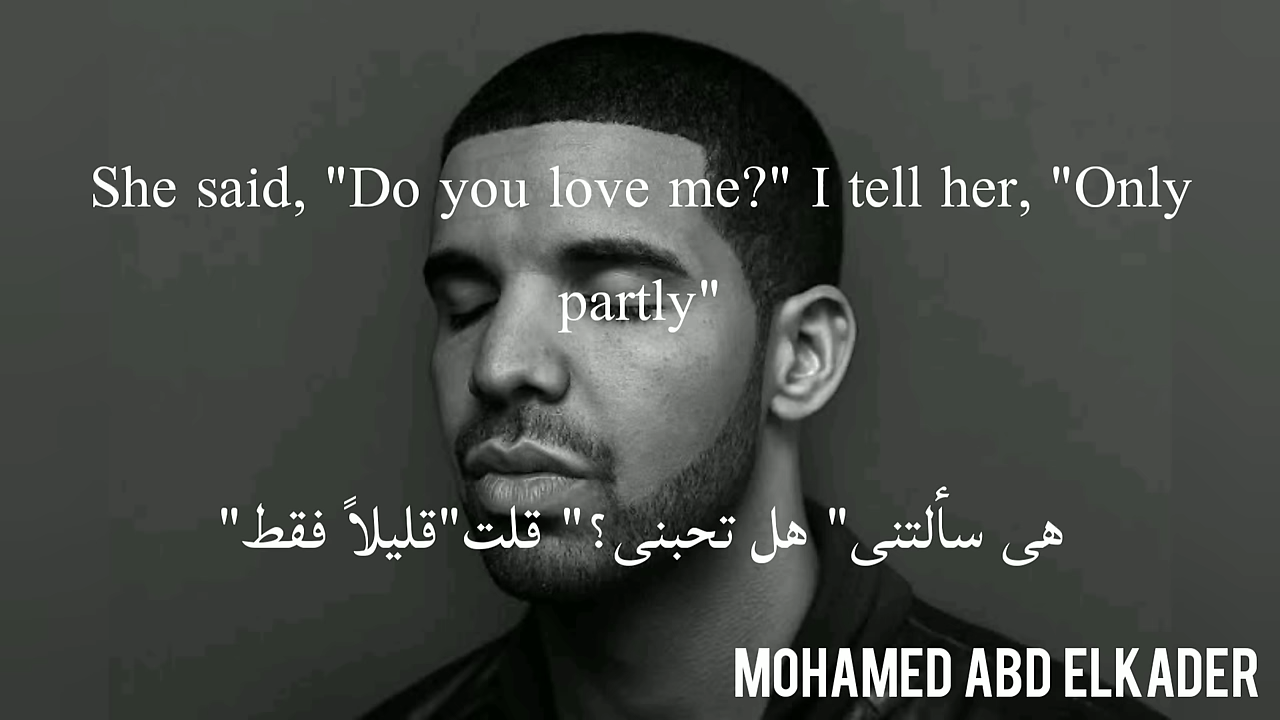 She said, "Do you love me?" I tell her, "Only
partly"
هى سألتنى" هل تحبنى؟" قلت"قليلاً فقط"
MOHAMED ABD ELKADER